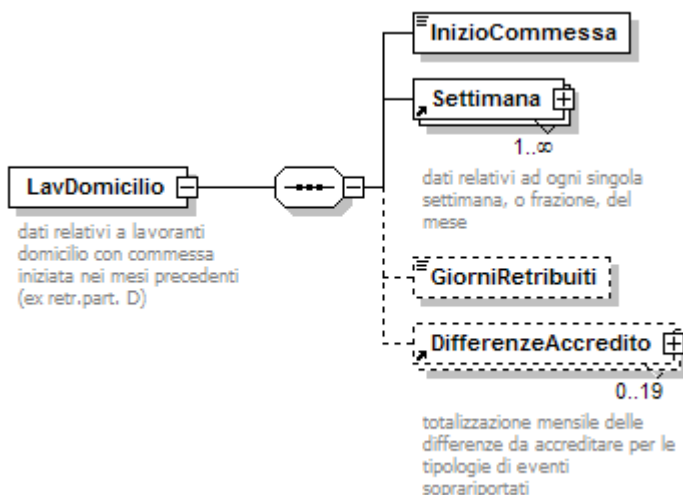 InizioCommessa
Settimana
1..∞
dati relativi ad ogni singola
settimana, o frazione, del
mese
LavDomicilio
dati relativi a lavoranti
domicilio con commessa
iniziata nei mesi precedenti
(ex retr.part. D)
GiorniRetribuiti
DifferenzeAccredito
0..19
totalizzazione mensile delle
differenze da accreditare per le
tipologie di eventi
soprariportati